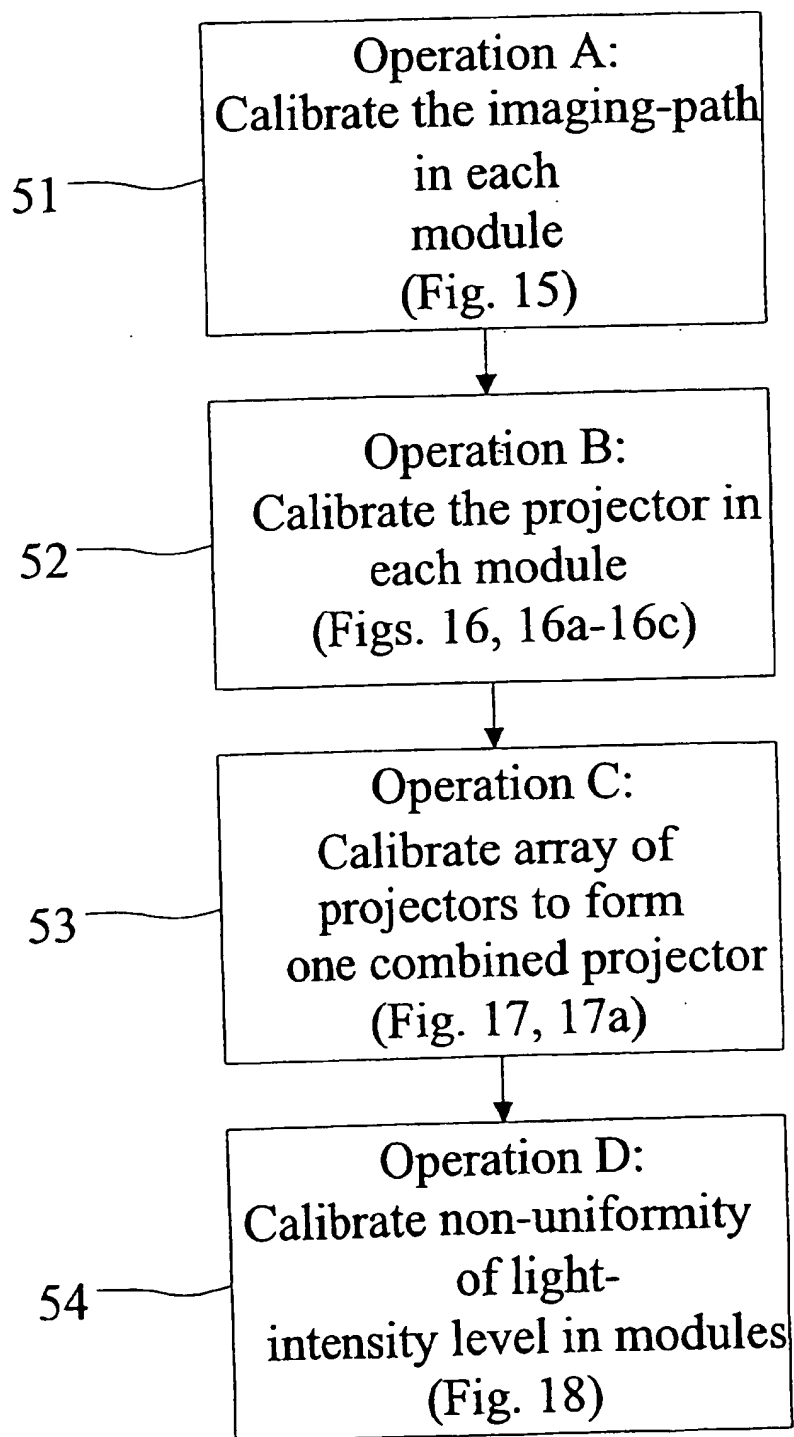 Operation A:
Calibrate the imaging-path
in each
module
(Fig. 15)
51
Operation B:
Calibrate the projector in
each module
(Figs. 16, 16a-16c)
52
Operation C:
Calibrate array of
projectors to form
one combined projector
(Fig. 17, 17a)
53
Operation D:
Calibrate non-uniformity
of light-
intensity level in modules
(Fig. 18)
54